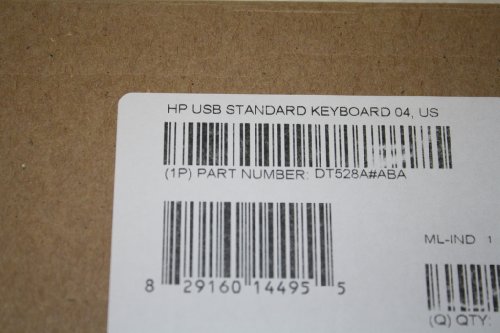 HP USB STANDARD KEYBOARD 04, US
(1P) PART NUMBER: DT528A#ABA
ML-IND 1
8 29160 14495 5
(Q) QTY: